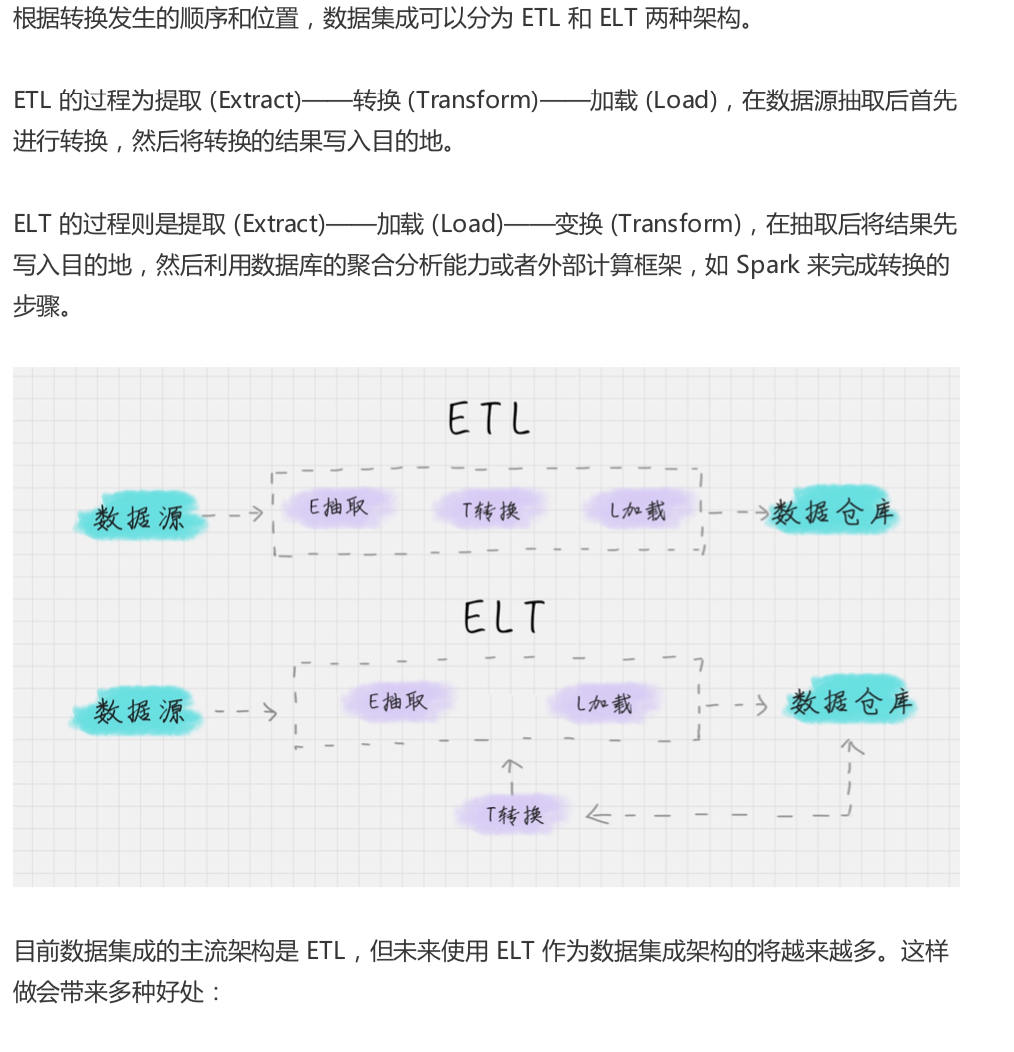 根据转换发生的顺序和位置，数据集成可以分为 ETL 和 ELT 两种架构。
ETL 的过程为提取 (Extract)——转换 (Transform)——加载 (Load)，在数据源抽取后首先
进行转换，然后将转换的结果写入目的地。
ELT 的过程则是提取 (Extract)——加载 (Load)——变换 (Transform)，在抽取后将结果先
写入目的地，然后利用数据库的聚合分析能力或者外部计算框架，如 Spark 来完成转换的
步骤。
ETL
数据源 E抽取 T转换 L加载 数据仓库
ELT
数据源 E抽取 L加载 数据仓库
T转换
目前数据集成的主流架构是 ETL，但未来使用 ELT 作为数据集成架构的将越来越多。这样
做会带来多种好处：